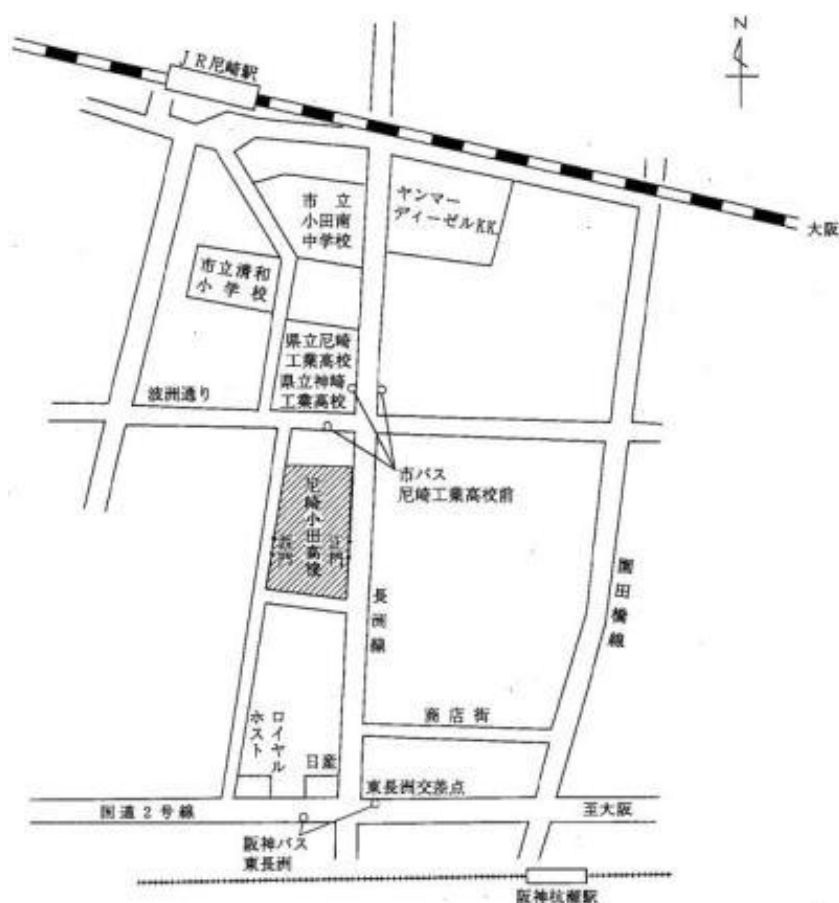 N
JR尼崎駅
大阪
市立
小田南
中学校
ヤンマー
ディーゼルKK
市立清和
小学校
県立尼崎
工業高校
県立神崎
工業高校
波洲通り
市バス
尼崎工業高校前
尼崎小田高校
正門
長洲線
園田橋線
商店街
ロイヤル
ホスト
日産
東長洲交差点
国道2号線
至大阪
阪神バス
東長洲
阪神杭瀬駅